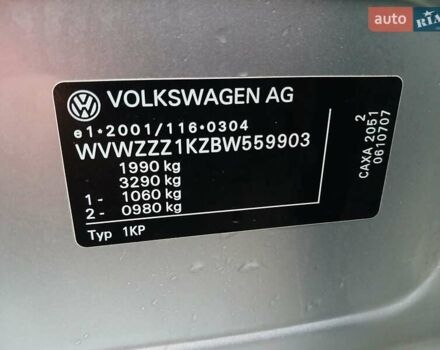 auto RIA
VOLKSWAGEN AG
e1*2001/116*0304
WVWZZZ1KZBW559903
1990 kg
3290 kg
1- 1060 kg
2- 0980 kg
Typ 1KP
2
CAXA 2051
0610707